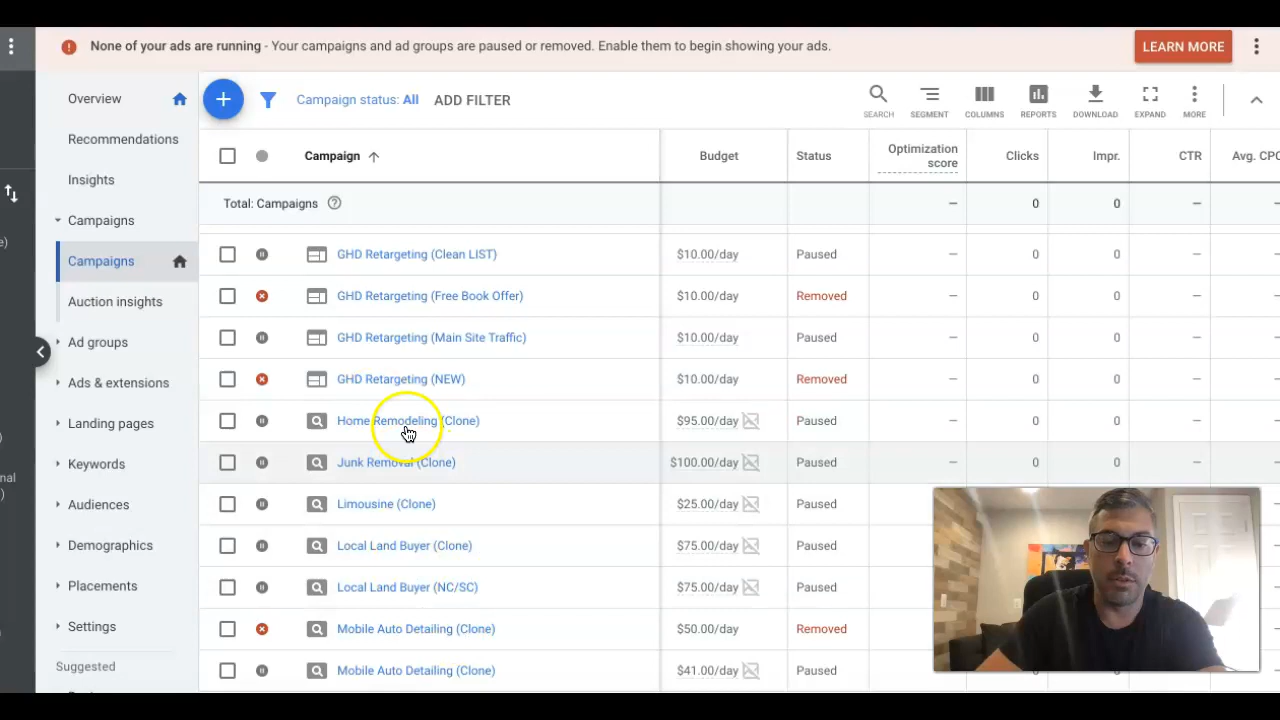 None of your ads are running - Your campaigns and ad groups are paused or removed. Enable them to begin showing your ads.
LEARN MORE
Overview
Recommendations
Insights
Campaigns
Campaigns
Auction insights
Ad groups
Ads & extensions
Landing pages
Keywords
Audiences
Demographics
Placements
Settings
Suggested
Campaign status: All
ADD FILTER
SEARCH
SEGMENT
COLUMNS
REPORTS
DOWNLOAD
EXPAND
MORE
Campaign Budget Status Optimization score Clicks Impr. CTR Avg. CPC
Total: Campaigns — 0 0 —
GHD Retargeting (Clean LIST) $10.00/day Paused — 0 0 —
GHD Retargeting (Free Book Offer) $10.00/day Removed — 0 0 —
GHD Retargeting (Main Site Traffic) $10.00/day Paused — 0 0 —
GHD Retargeting (NEW) $10.00/day Removed — 0 0 —
Home Remodeling (Clone) $95.00/day Paused — 0 0 —
Junk Removal (Clone) $100.00/day Paused — 0 0 —
Limousine (Clone) $25.00/day Paused
Local Land Buyer (Clone) $75.00/day Paused
Local Land Buyer (NC/SC) $75.00/day Paused
Mobile Auto Detailing (Clone) $50.00/day Removed
Mobile Auto Detailing (Clone) $41.00/day Paused